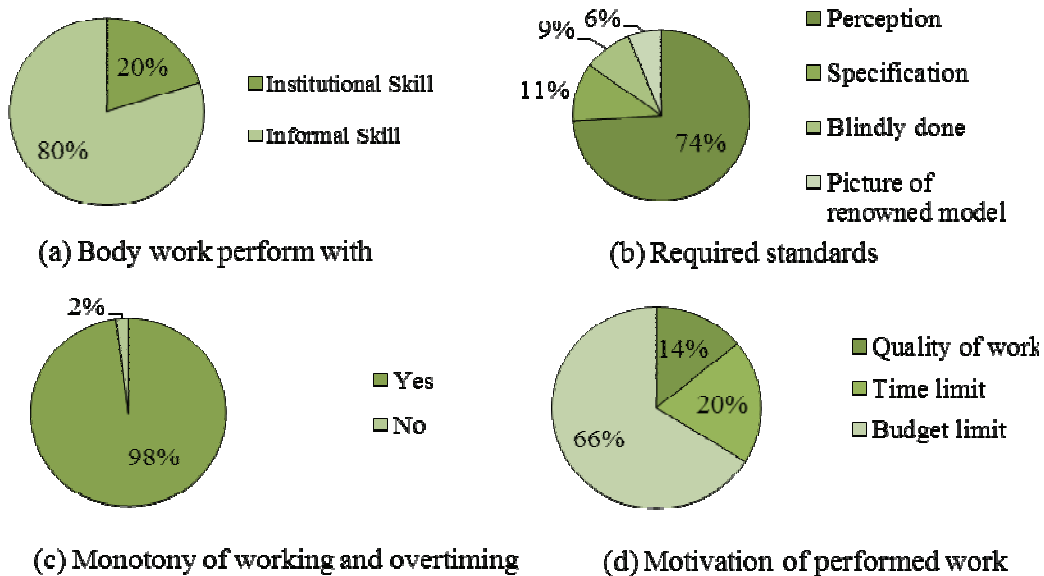 20%
80%
Institutional Skill
Informal Skill
(a) Body work perform with
6%
9%
11%
74%
Perception
Specification
Blindly done
Picture of
renowned model
(b) Required standards
2%
98%
Yes
No
(c) Monotony of working and overtiming
14%
20%
66%
Quality of work
Time limit
Budget limit
(d) Motivation of performed work